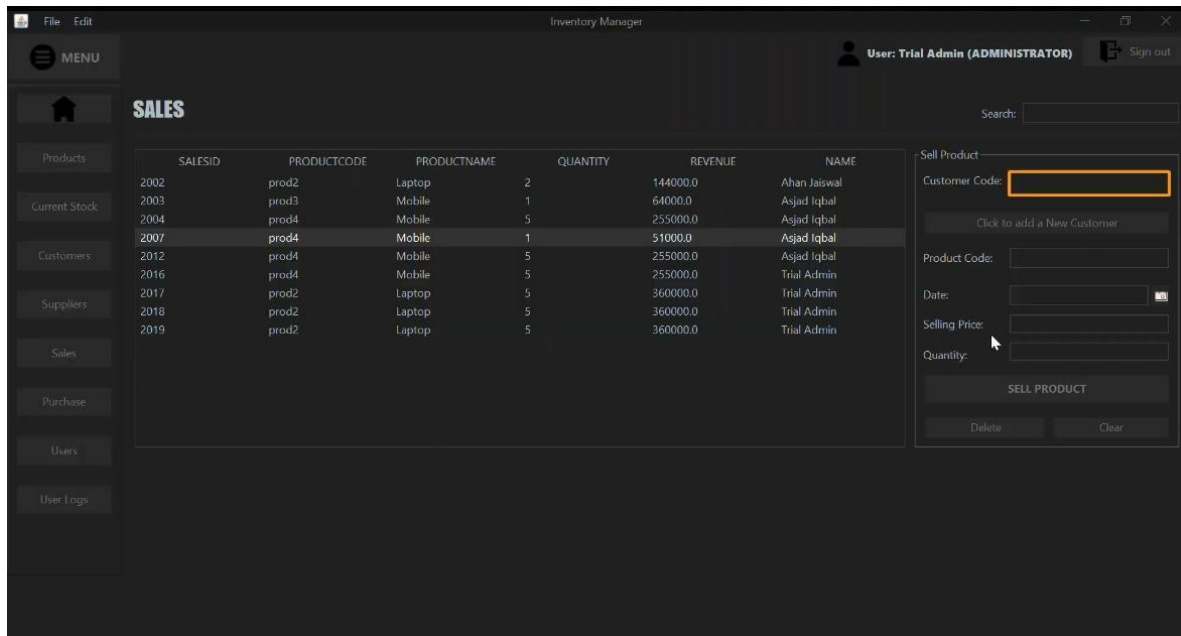 File Edit Inventory Manager
MENU
User: Trial Admin (ADMINISTRATOR) Sign out
SALES
Search:
Products
Current Stock
Customers
Suppliers
Sales
Purchase
Users
User Logs
SALESID PRODUCTCODE PRODUCTNAME QUANTITY REVENUE NAME
2002 prod2 Laptop 2 144000.0 Ahan Jaiswal
2003 prod3 Mobile 1 64000.0 Asjad Iqbal
2004 prod4 Mobile 5 255000.0 Asjad Iqbal
2007 prod4 Mobile 1 51000.0 Asjad Iqbal
2012 prod4 Mobile 5 255000.0 Asjad Iqbal
2016 prod4 Mobile 5 255000.0 Trial Admin
2017 prod2 Laptop 5 360000.0 Trial Admin
2018 prod2 Laptop 5 360000.0 Trial Admin
2019 prod2 Laptop 5 360000.0 Trial Admin
Sell Product
Customer Code:
Click to add a New Customer
Product Code:
Date:
Selling Price:
Quantity:
SELL PRODUCT
Delete Clear